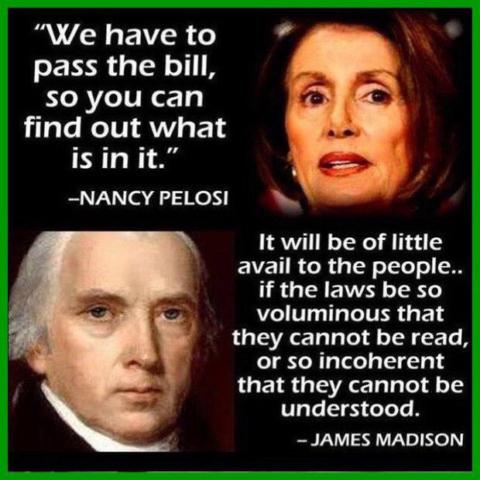 “We have to
pass the bill,
so you can
find out what
is in it.”
–NANCY PELOSI
It will be of little
avail to the people..
if the laws be so
voluminous that
they cannot be read,
or so incoherent
that they cannot be
understood.
– JAMES MADISON